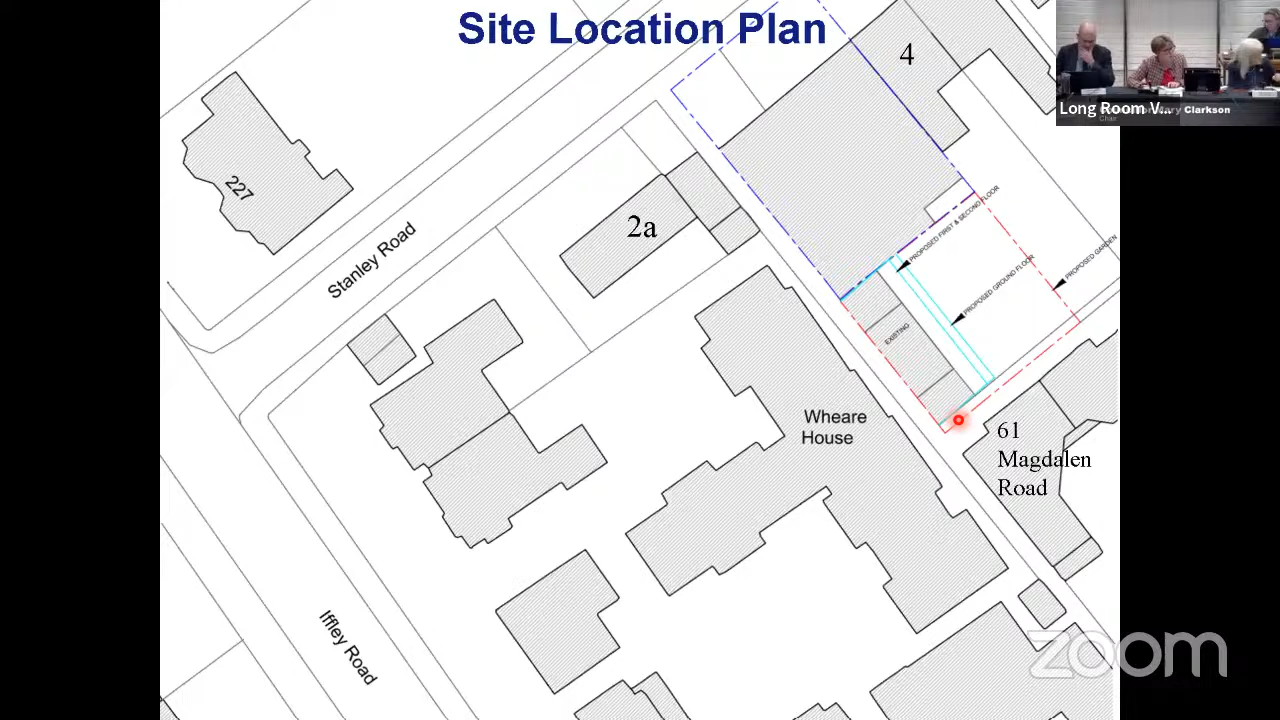 Site Location Plan
4
227
2a
Stanley Road
PROPOSED FIRST & SECOND FLOOR
PROPOSED GARDEN
PROPOSED GROUND FLOOR
EXISTING
Wheare
House
61
Magdalen
Road
Iffley Road
Long Room V...
Clarkson
Chair
zoom